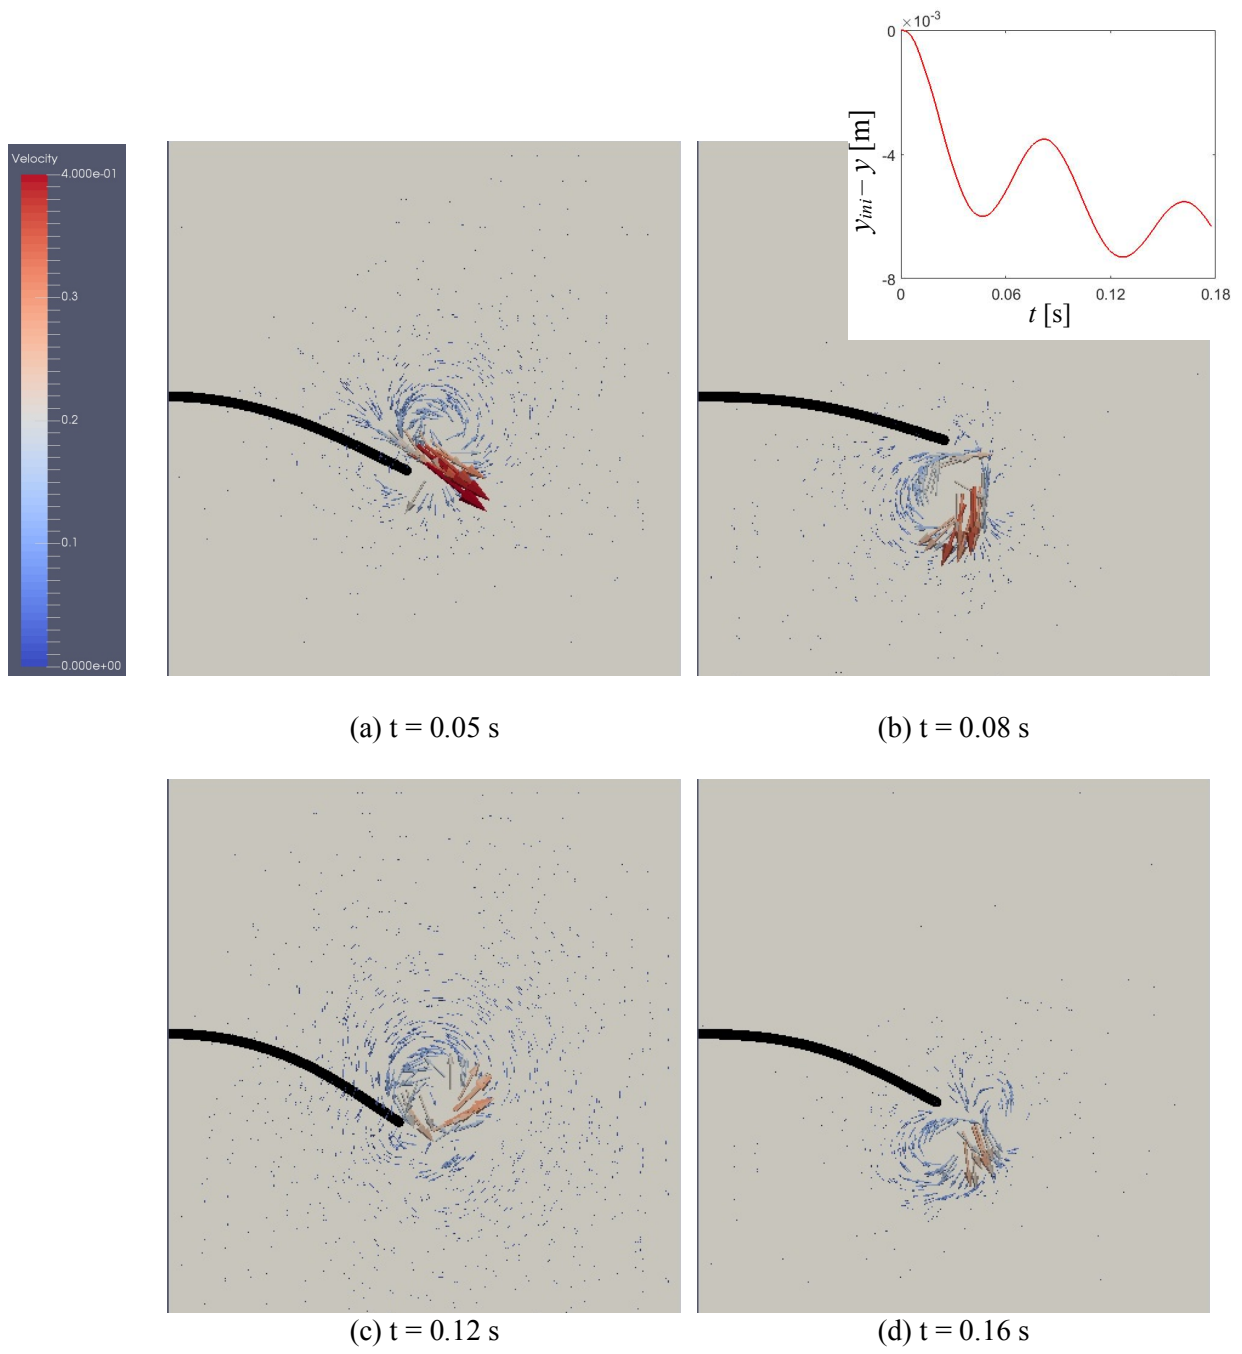 ×10⁻³
0
-4
-8
y_ini − y [m]
0 0.06 0.12 0.18
t [s]
Velocity
4.000e-01
0.3
0.2
0.1
0.000e+00
(a) t = 0.05 s
(b) t = 0.08 s
(c) t = 0.12 s
(d) t = 0.16 s